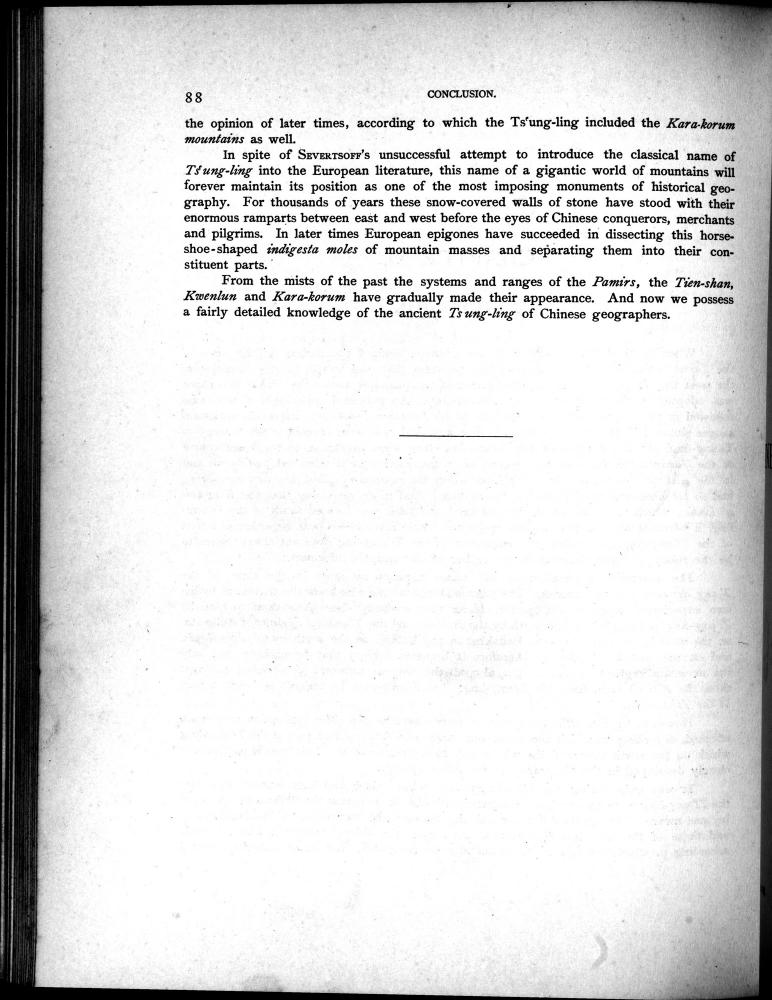 88 CONCLUSION.
the opinion of later times, according to which the Ts'ung-ling included the Kara-korum
mountains as well.
In spite of SEVERTSOFF's unsuccessful attempt to introduce the classical name of
Ts'ung-ling into the European literature, this name of a gigantic world of mountains will
forever maintain its position as one of the most imposing monuments of historical geo-
graphy. For thousands of years these snow-covered walls of stone have stood with their
enormous ramparts between east and west before the eyes of Chinese conquerors, merchants
and pilgrims. In later times European epigones have succeeded in dissecting this horse-
shoe-shaped indigesta moles of mountain masses and separating them into their con-
stituent parts.
From the mists of the past the systems and ranges of the Pamirs, the Tien-shan,
Kwenlun and Kara-korum have gradually made their appearance. And now we possess
a fairly detailed knowledge of the ancient Ts ung-ling of Chinese geographers.